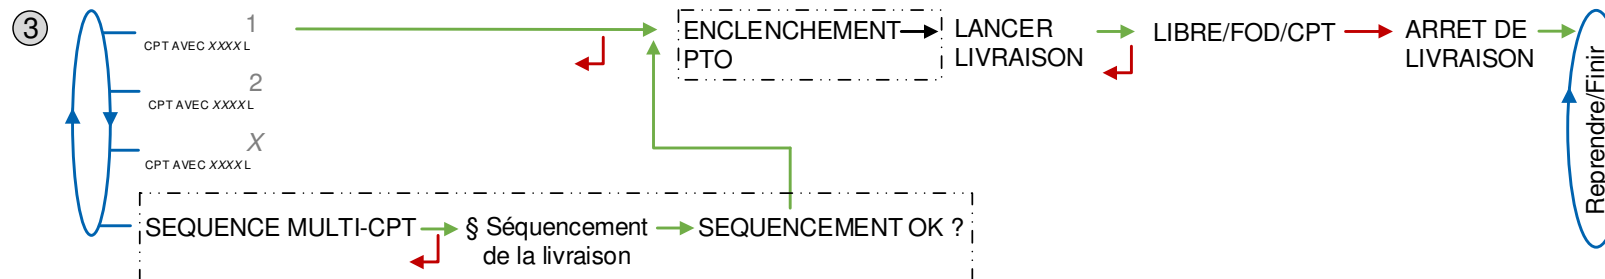 3
1
CPT AVEC XXXX L
2
CPT AVEC XXXX L
X
CPT AVEC XXXX L
ENCLENCHEMENT
PTO
LANCER
LIVRAISON
LIBRE/FOD/CPT
ARRET DE
LIVRAISON
Reprendre/Finir
SEQUENCE MULTI-CPT
§ Séquencement
de la livraison
SEQUENCEMENT OK ?